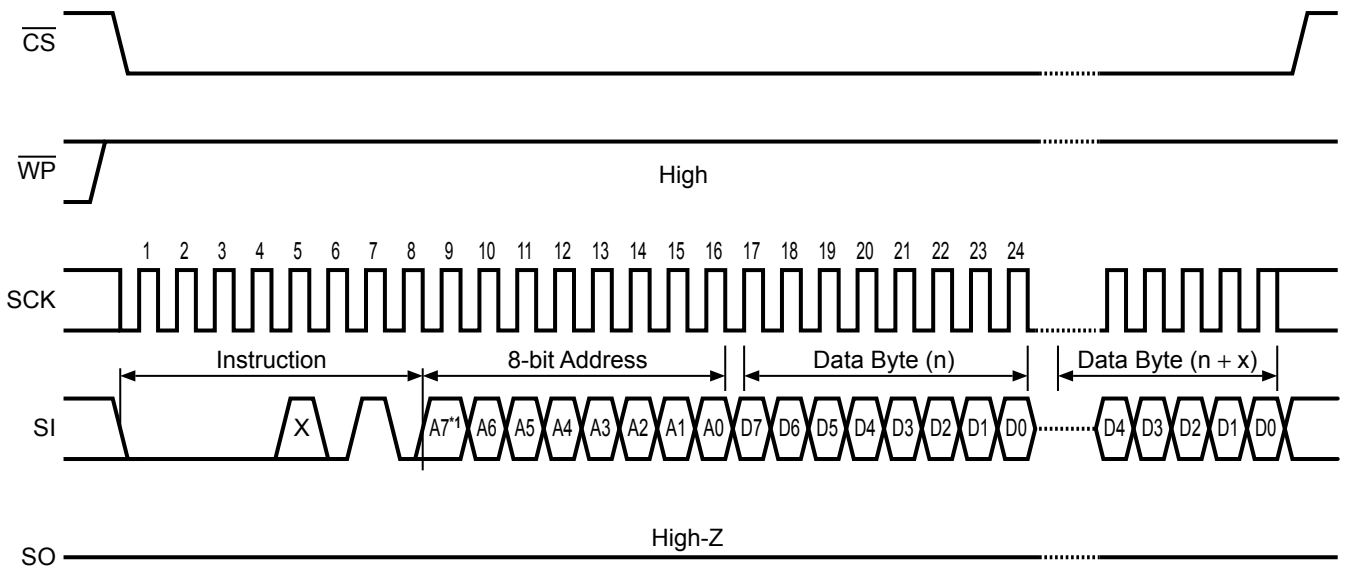 CS
WP
High
1 2 3 4 5 6 7 8 9 10 11 12 13 14 15 16 17 18 19 20 21 22 23 24
SCK
Instruction 8-bit Address Data Byte (n) Data Byte (n + x)
SI X A7*1 A6 A5 A4 A3 A2 A1 A0 D7 D6 D5 D4 D3 D2 D1 D0 D4 D3 D2 D1 D0
High-Z
SO